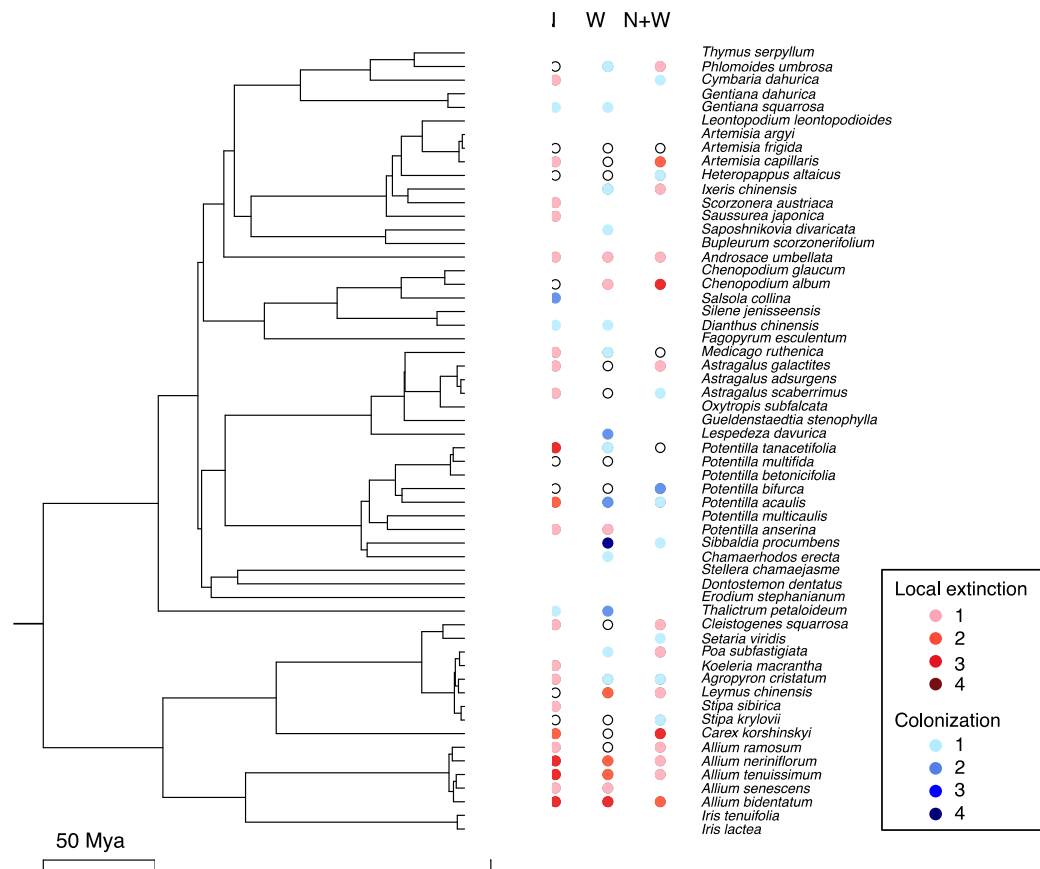 W N+W
Thymus serpyllum
Phlomoides umbrosa
Cymbaria dahurica
Gentiana dahurica
Gentiana squarrosa
Leontopodium leontopodioides
Artemisia argyi
Artemisia frigida
Artemisia capillaris
Heteropappus altaicus
Ixeris chinensis
Scorzonera austriaca
Saussurea japonica
Saposhnikovia divaricata
Bupleurum scorzonerifolium
Androsace umbellata
Chenopodium glaucum
Chenopodium album
Salsola collina
Silene jenisseensis
Dianthus chinensis
Fagopyrum esculentum
Medicago ruthenica
Astragalus galactites
Astragalus adsurgens
Astragalus scaberrimus
Oxytropis subfalcata
Gueldenstaedtia stenophylla
Lespedeza davurica
Potentilla tanacetifolia
Potentilla multifida
Potentilla betonicifolia
Potentilla bifurca
Potentilla acaulis
Potentilla multicaulis
Potentilla anserina
Sibbaldia procumbens
Chamaerhodos erecta
Stellera chamaejasme
Dontostemon dentatus
Erodium stephanianum
Thalictrum petaloideum
Cleistogenes squarrosa
Setaria viridis
Poa subfastigiata
Koeleria macrantha
Agropyron cristatum
Leymus chinensis
Stipa sibirica
Stipa krylovii
Carex korshinskyi
Allium ramosum
Allium neriniflorum
Allium tenuissimum
Allium senescens
Allium bidentatum
Iris tenuifolia
Iris lactea
50 Mya
Local extinction
1
2
3
4
Colonization
1
2
3
4